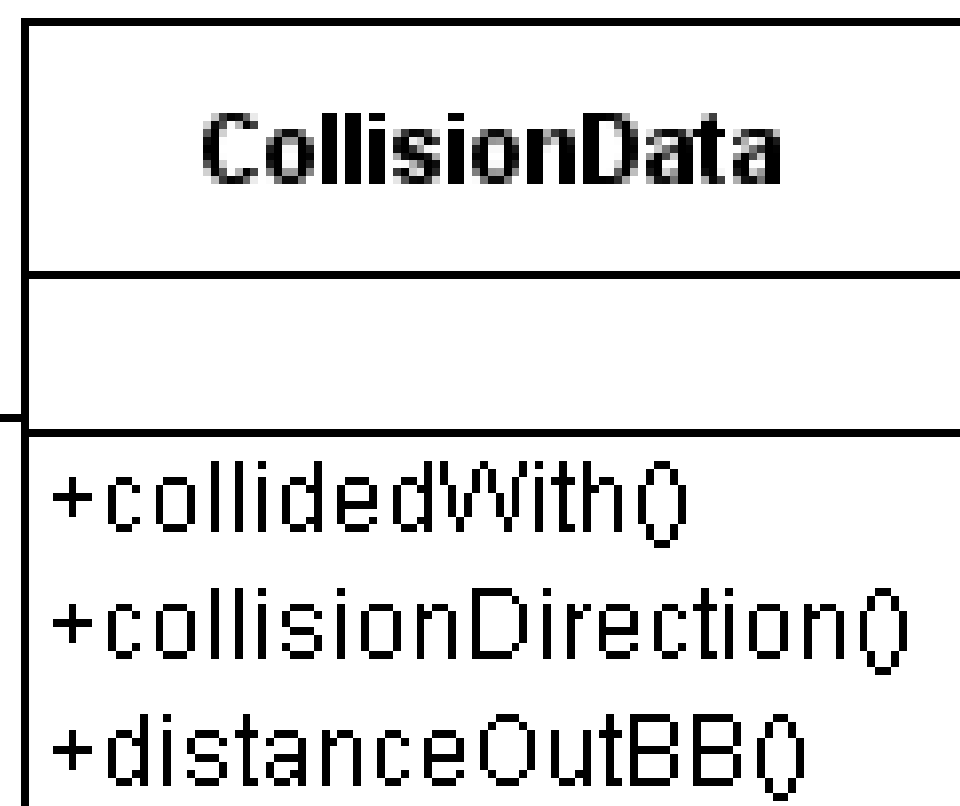 CollisionData
+collidedWith()
+collisionDirection()
+distanceOutBB()